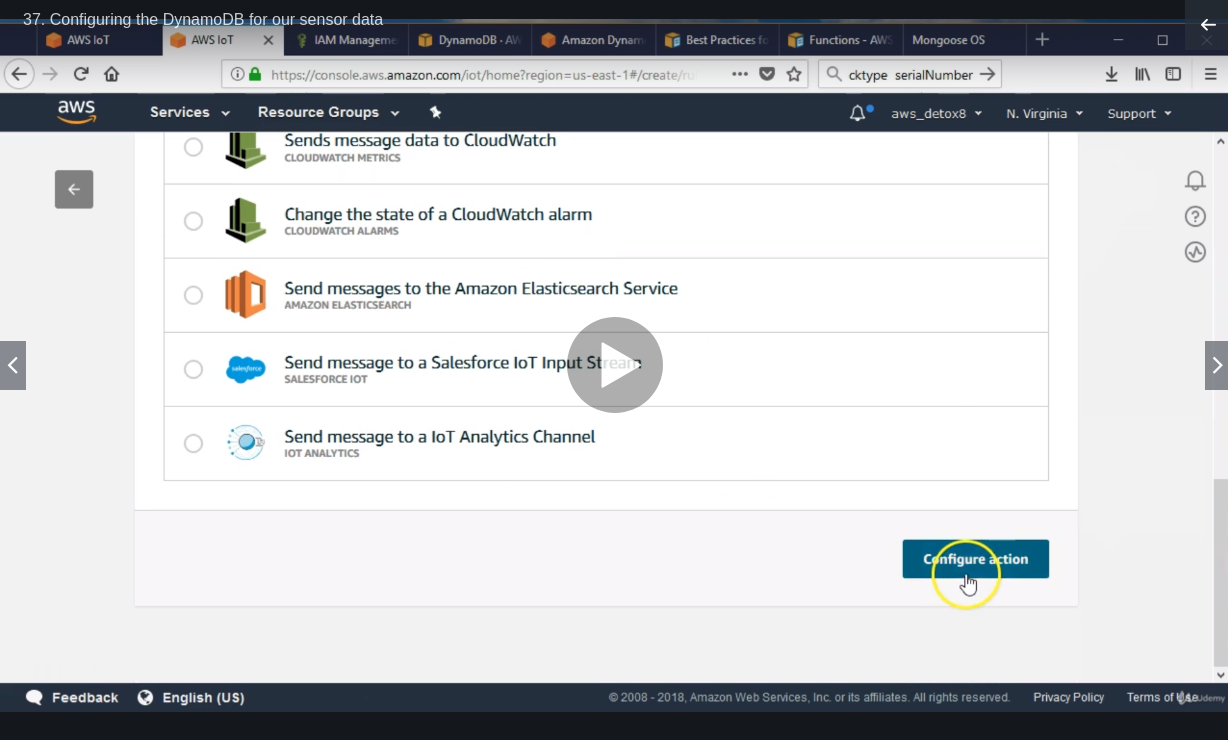 37. Configuring the DynamoDB for our sensor data
AWS IoT
AWS IoT
IAM Manageme
DynamoDB · AW
Amazon Dynam
Best Practices fo
Functions - AWS
Mongoose OS
https://console.aws.amazon.com/iot/home?region=us-east-1#/create/ru
cktype serialNumber
aws
Services
Resource Groups
aws_detox8
N. Virginia
Support
Sends message data to CloudWatch
CLOUDWATCH METRICS
Change the state of a CloudWatch alarm
CLOUDWATCH ALARMS
Send messages to the Amazon Elasticsearch Service
AMAZON ELASTICSEARCH
salesforce
Send message to a Salesforce IoT Input Stream
SALESFORCE IOT
Send message to a IoT Analytics Channel
IOT ANALYTICS
Configure action
Feedback
English (US)
© 2008 - 2018, Amazon Web Services, Inc. or its affiliates. All rights reserved.
Privacy Policy
Terms of Use
Udemy